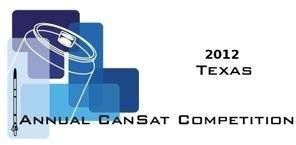 2012
TEXAS
ANNUAL CANSAT COMPETITION